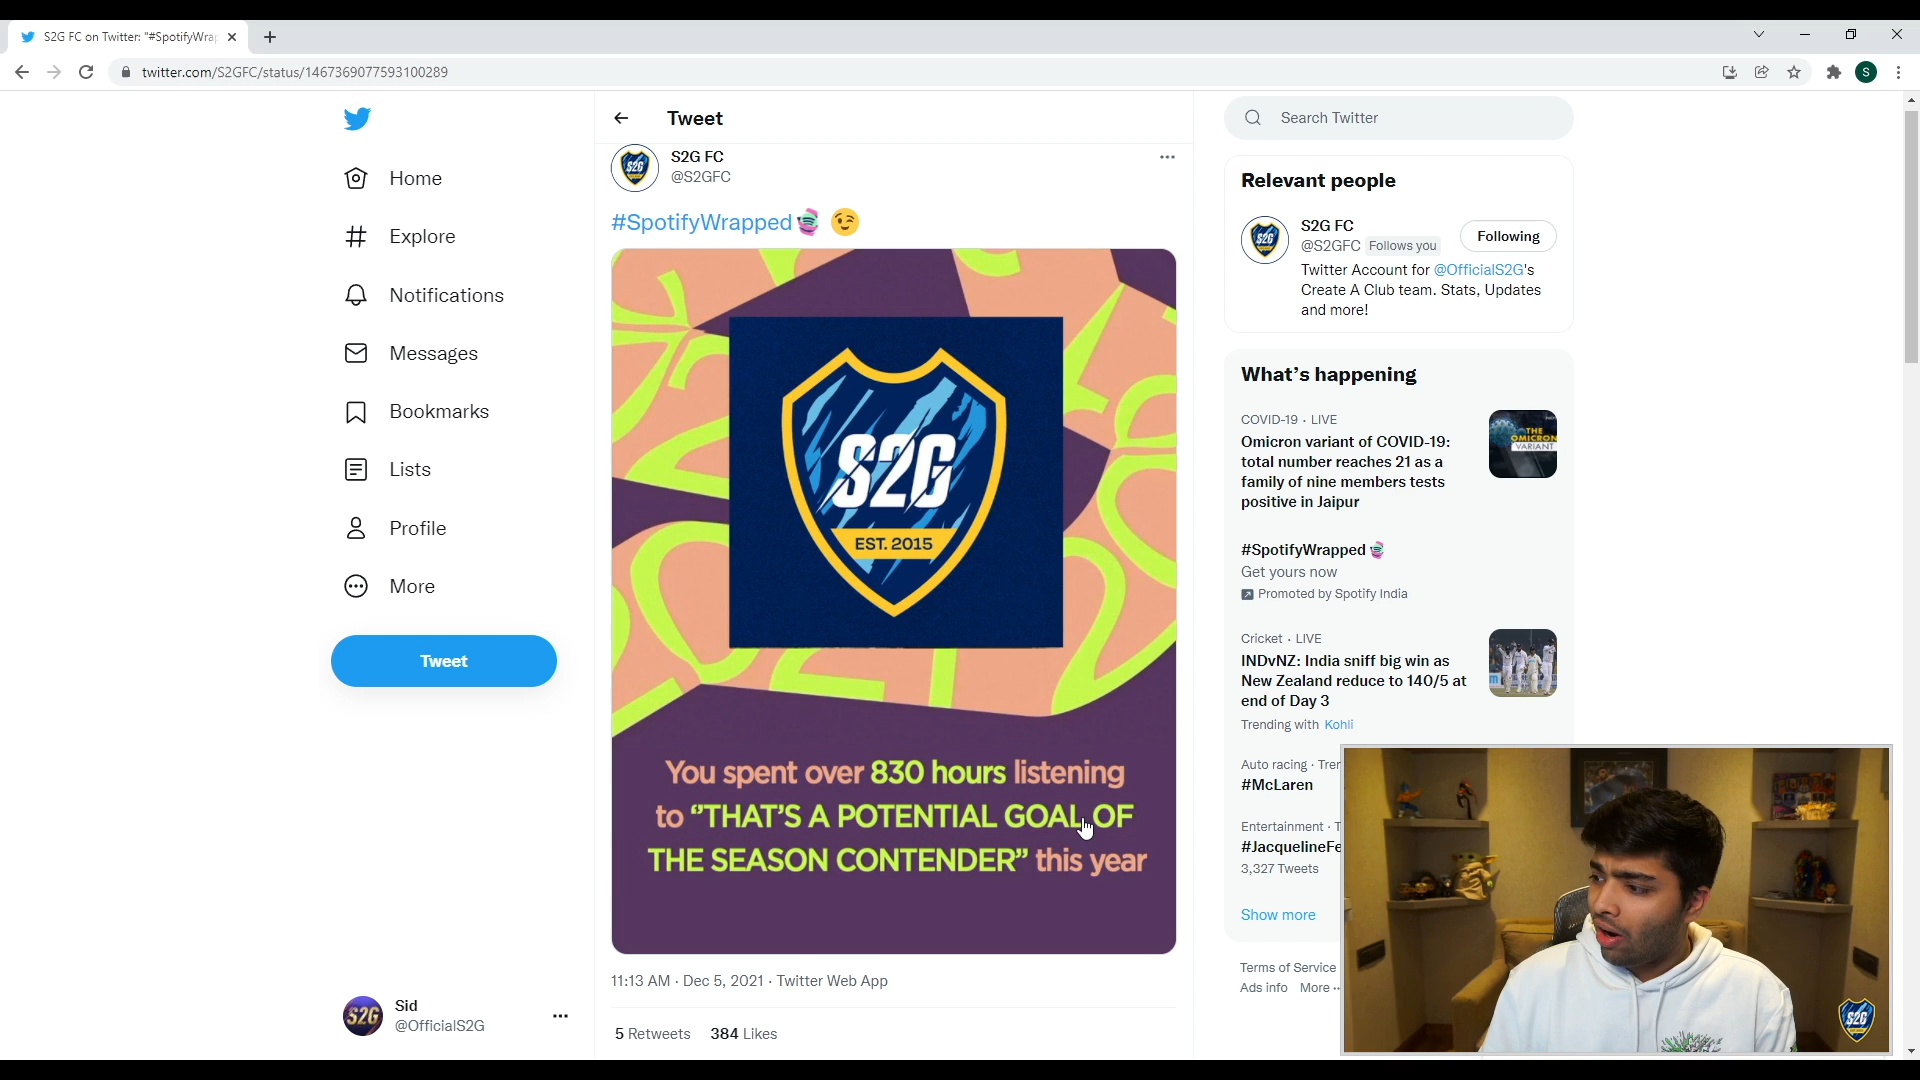 S2G FC on Twitter: "#SpotifyWrap
twitter.com/S2GFC/status/1467369077593100289
S
Home
Explore
Notifications
Messages
Bookmarks
Lists
Profile
More
Tweet
Sid
@OfficialS2G
S2G
Tweet
S2G
S2G FC
@S2GFC
#SpotifyWrapped
S2G
EST. 2015
You spent over 830 hours listening
to “THAT’S A POTENTIAL GOAL OF
THE SEASON CONTENDER” this year
11:13 AM · Dec 5, 2021 · Twitter Web App
5 Retweets 384 Likes
Search Twitter
Relevant people
S2G
S2G FC
@S2GFC Follows you
Following
Twitter Account for @OfficialS2G's
Create A Club team. Stats, Updates
and more!
What’s happening
COVID-19 · LIVE
Omicron variant of COVID-19:
total number reaches 21 as a
family of nine members tests
positive in Jaipur
THE
OMICRON
VARIANT
#SpotifyWrapped
Get yours now
Promoted by Spotify India
Cricket · LIVE
INDvNZ: India sniff big win as
New Zealand reduce to 140/5 at
end of Day 3
Trending with Kohli
Auto racing · Tren
#McLaren
Entertainment · T
#JacquelineFe
3,327 Tweets
Show more
Terms of Service
Ads info More ··
S2G